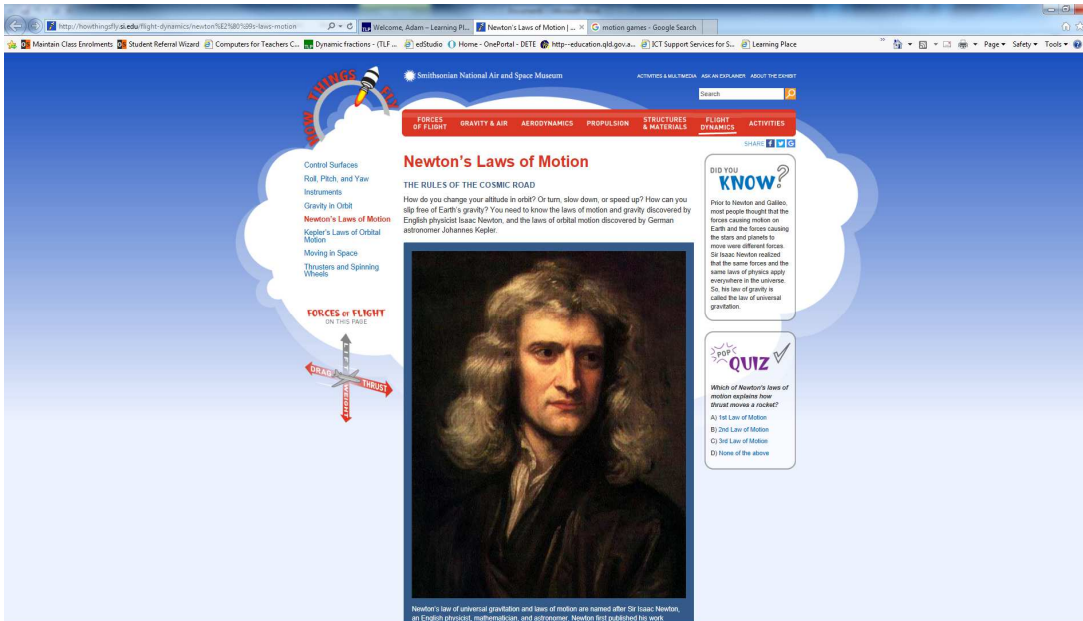 http://howthingsfly.si.edu/flight-dynamics/newton%E2%80%99s-laws-motion
Welcome, Adam – Learning Pl...
Newton's Laws of Motion | ...
motion games - Google Search
Maintain Class Enrolments
Student Referral Wizard
Computers for Teachers C...
Dynamic fractions - (TLF ...
edStudio
Home - OnePortal - DETE
http--education.qld.gov.a...
ICT Support Services for S...
Learning Place
Page
Safety
Tools
HOW THINGS FLY
Smithsonian National Air and Space Museum
ACTIVITIES & MULTIMEDIA ASK AN EXPLAINER ABOUT THE EXHIBIT
Search
FORCES OF FLIGHT
GRAVITY & AIR
AERODYNAMICS
PROPULSION
STRUCTURES & MATERIALS
FLIGHT DYNAMICS
ACTIVITIES
SHARE
Control Surfaces
Roll, Pitch, and Yaw
Instruments
Gravity in Orbit
Newton's Laws of Motion
Kepler's Laws of Orbital
Motion
Moving in Space
Thrusters and Spinning
Wheels
FORCES OF FLIGHT
ON THIS PAGE
LIFT
DRAG
THRUST
WEIGHT
Newton's Laws of Motion
THE RULES OF THE COSMIC ROAD
How do you change your altitude in orbit? Or turn, slow down, or speed up? How can you
slip free of Earth's gravity? You need to know the laws of motion and gravity discovered by
English physicist Isaac Newton, and the laws of orbital motion discovered by German
astronomer Johannes Kepler.
Newton's law of universal gravitation and laws of motion are named after Sir Isaac Newton,
an English physicist, mathematician, and astronomer. Newton first published his work
DID YOU
KNOW?
Prior to Newton and Galileo,
most people thought that the
forces causing motion on
Earth and the forces causing
the stars and planets to
move were different forces
Sir Isaac Newton realized
that the same forces and the
same laws of physics apply
everywhere in the universe.
So, his law of gravity is
called the law of universal
gravitation.
POP
QUIZ
Which of Newton's laws of
motion explains how
thrust moves a rocket?
A) 1st Law of Motion
B) 2nd Law of Motion
C) 3rd Law of Motion
D) None of the above